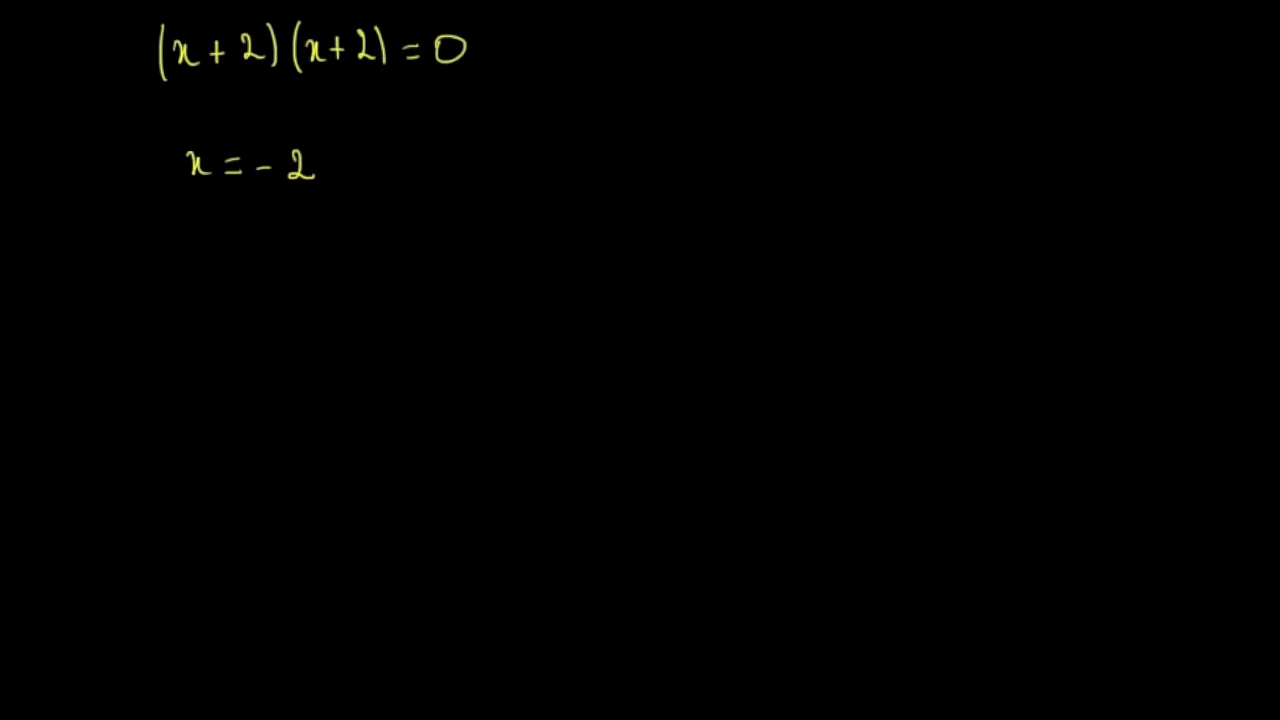 (x + 2)(x + 2) = 0
x = - 2